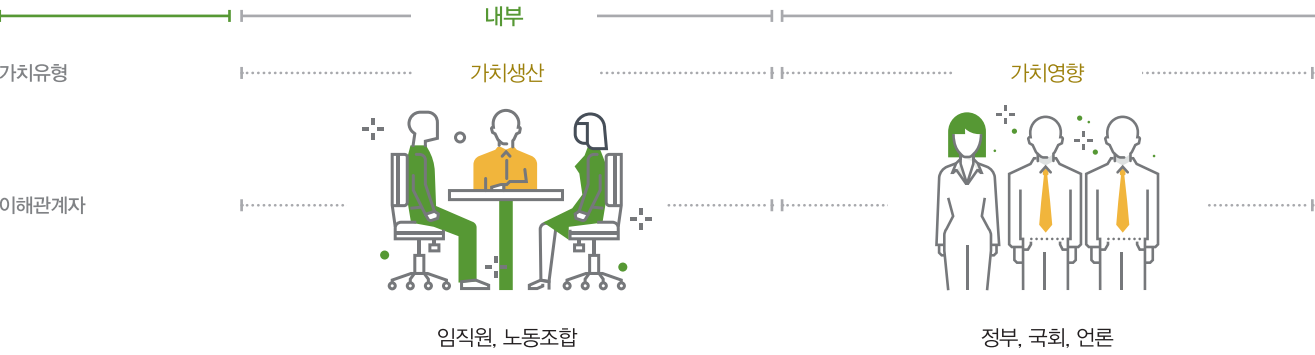 내부
가치유형
가치생산
가치영향
이해관계자
임직원, 노동조합
정부, 국회, 언론